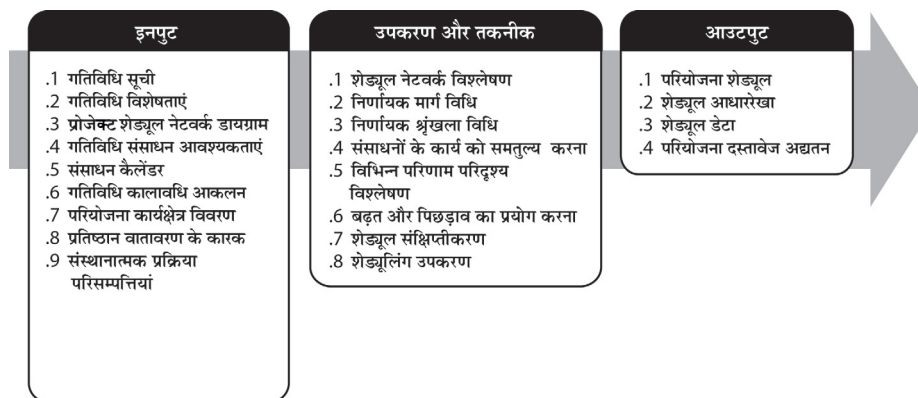 इनपुट
.1 गतिविधि सूची
.2 गतिविधि विशेषताएं
.3 प्रोजेक्ट शेड्यूल नेटवर्क डायग्राम
.4 गतिविधि संसाधन आवश्यकताएं
.5 संसाधन कैलेंडर
.6 गतिविधि कालावधि आकलन
.7 परियोजना कार्यक्षेत्र विवरण
.8 प्रतिष्ठान वातावरण के कारक
.9 संस्थानात्मक प्रक्रिया
परिसम्पत्तियां
उपकरण और तकनीक
.1 शेड्यूल नेटवर्क विश्लेषण
.2 निर्णायक मार्ग विधि
.3 निर्णायक श्रृंखला विधि
.4 संसाधनों के कार्य को समतुल्य करना
.5 विभिन्न परिणाम परिदृश्य
विश्लेषण
.6 बढ़त और पिछड़ाव का प्रयोग करना
.7 शेड्यूल संक्षिप्तीकरण
.8 शेड्यूलिंग उपकरण
आउटपुट
.1 परियोजना शेड्यूल
.2 शेड्यूल आधाररेखा
.3 शेड्यूल डेटा
.4 परियोजना दस्तावेज अद्यतन